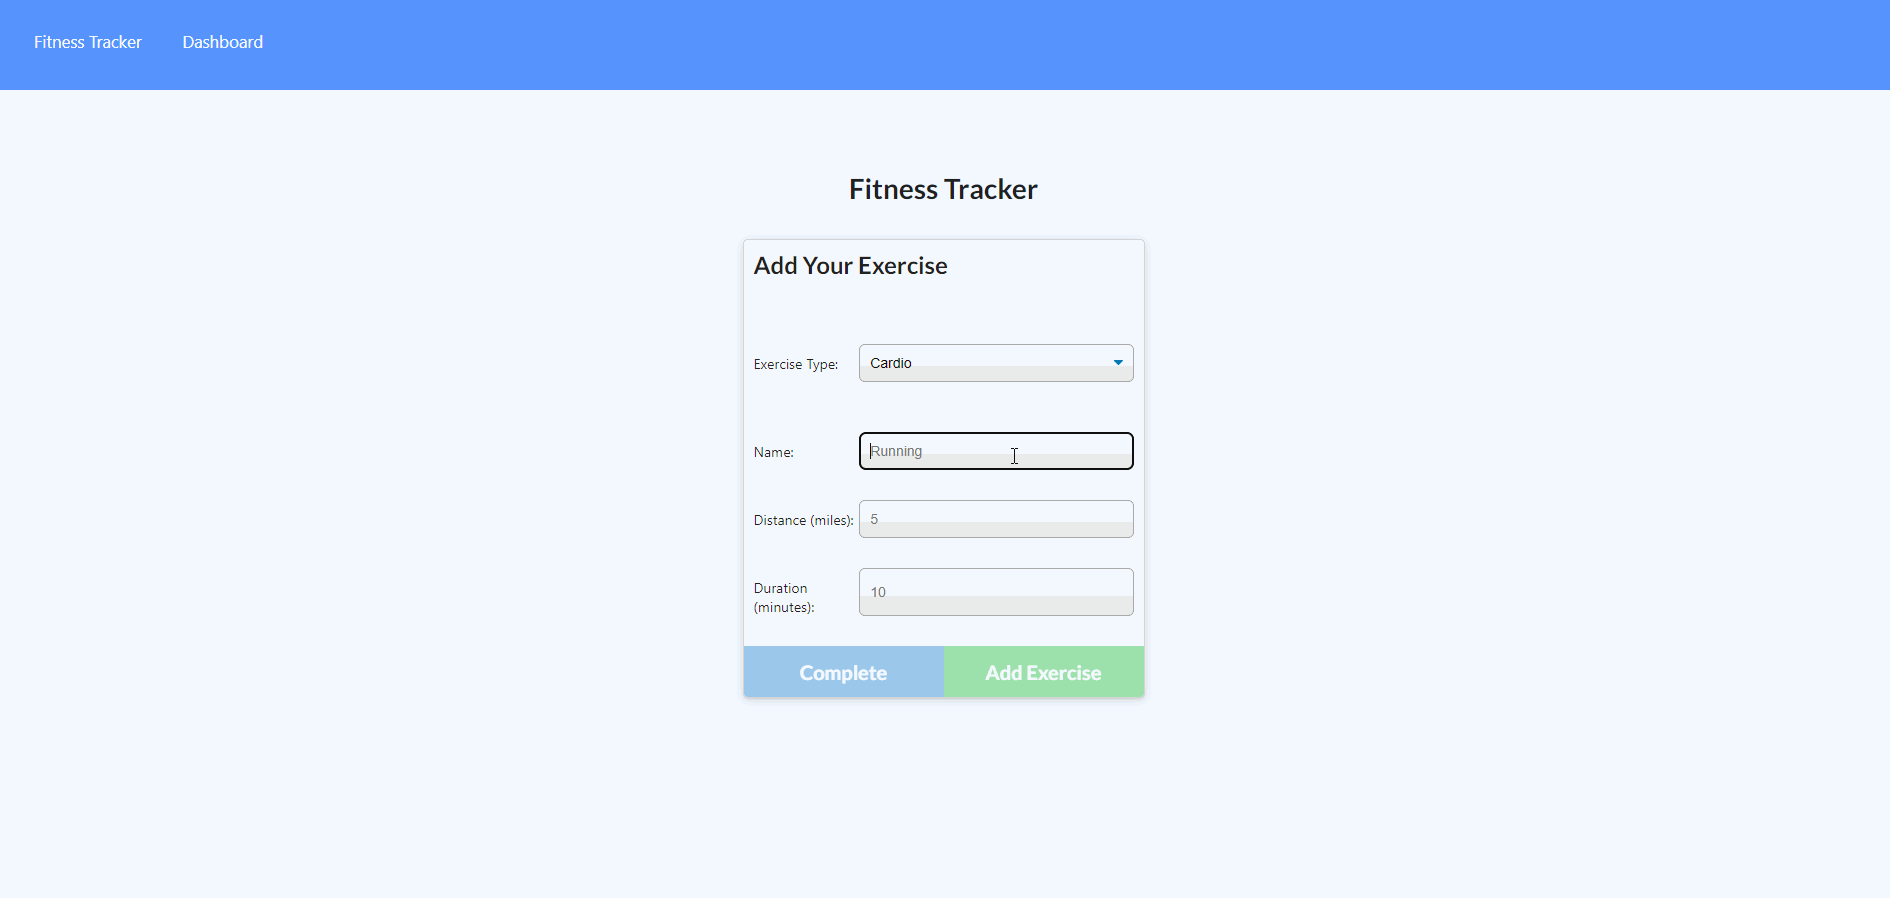 Fitness Tracker Dashboard
Fitness Tracker
Add Your Exercise
Exercise Type: Cardio
Name: Running
Distance (miles): 5
Duration
(minutes): 10
Complete Add Exercise